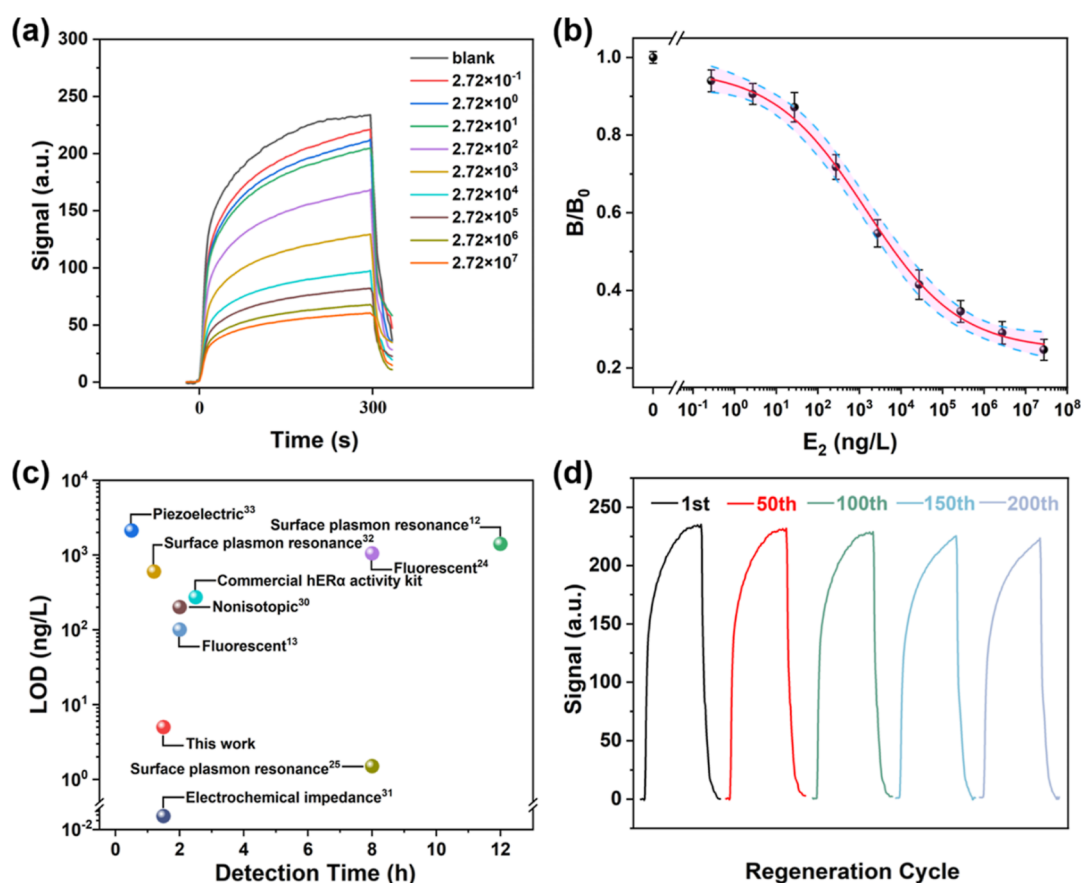 (a)
300
250
200
150
100
50
0
Signal (a.u.)
0
300
Time (s)
blank
2.72×10⁻¹
2.72×10⁰
2.72×10¹
2.72×10²
2.72×10³
2.72×10⁴
2.72×10⁵
2.72×10⁶
2.72×10⁷
(b)
1.0
0.8
0.6
0.4
0.2
B/B₀
0
10⁻¹
10⁰
10¹
10²
10³
10⁴
10⁵
10⁶
10⁷
10⁸
E₂ (ng/L)
(c)
10⁴
10³
10²
10¹
10⁰
10⁻²
LOD (ng/L)
Piezoelectric³³
Surface plasmon resonance¹²
Surface plasmon resonance³²
Fluorescent²⁴
Commercial hERα activity kit
Nonisotopic³⁰
Fluorescent¹³
This work
Surface plasmon resonance²⁵
Electrochemical impedance³¹
0
2
4
6
8
10
12
Detection Time (h)
(d)
250
200
150
100
50
0
Signal (a.u.)
1st
50th
100th
150th
200th
Regeneration Cycle